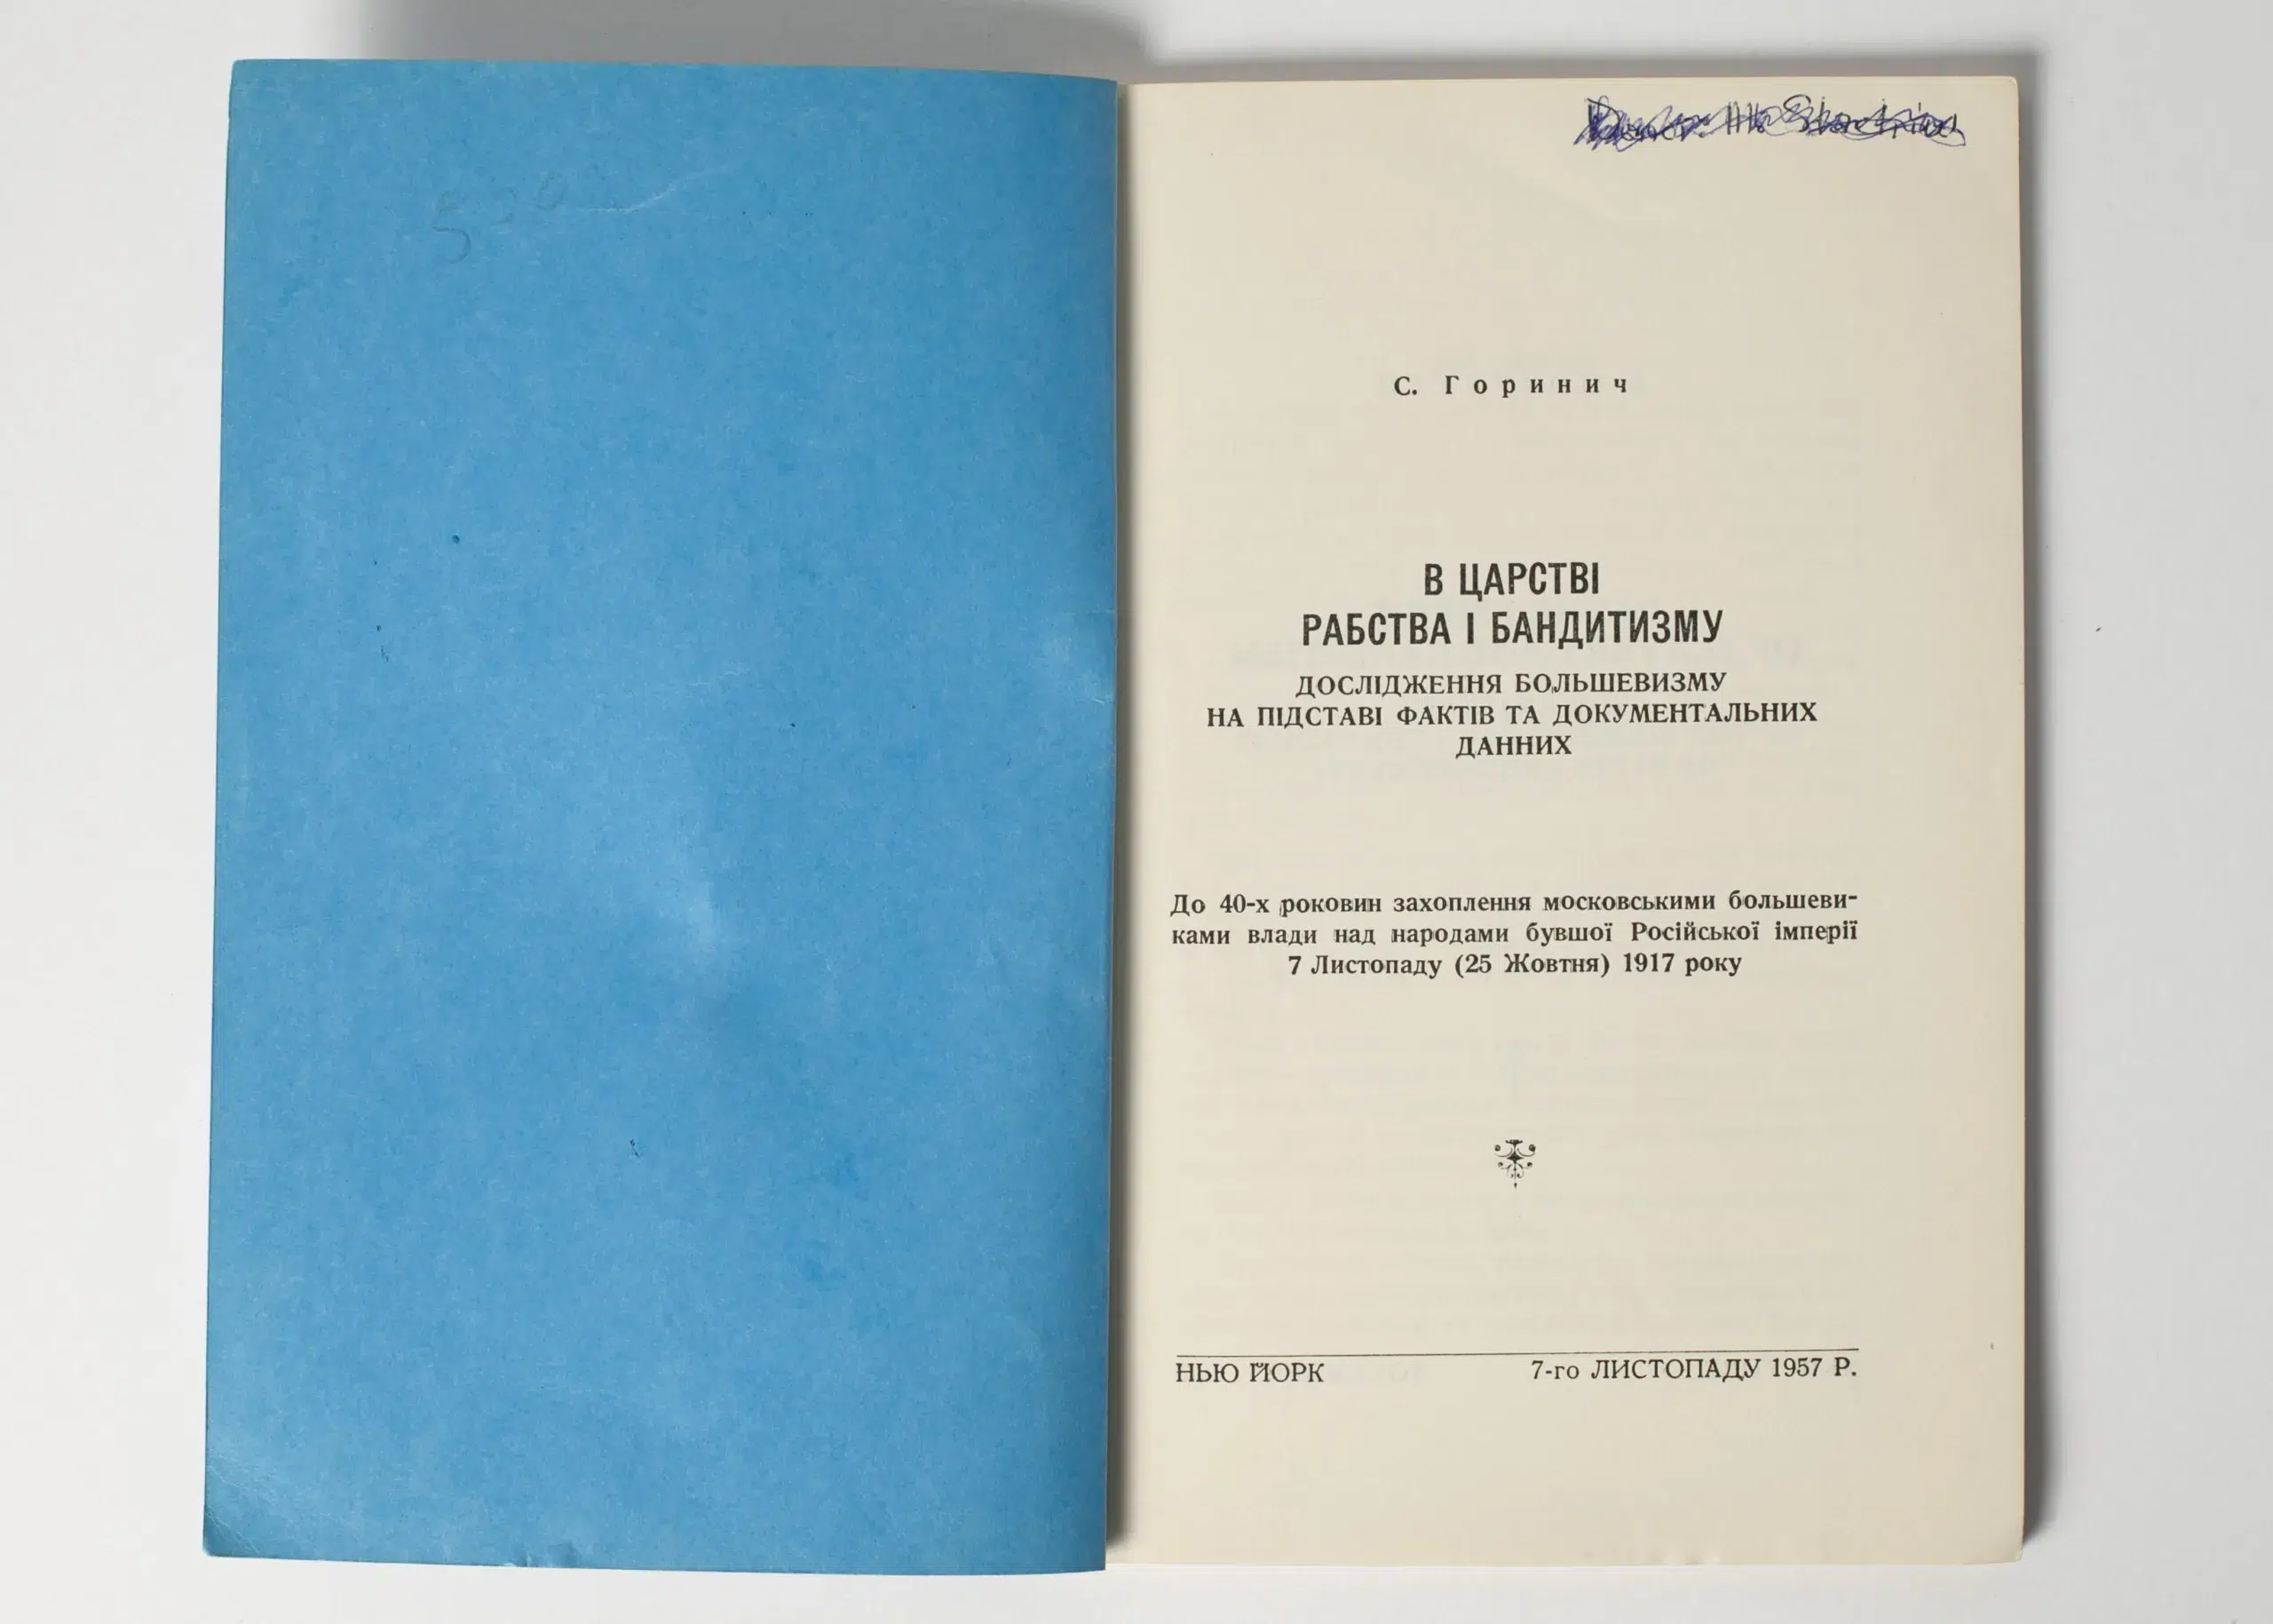 С. Горинич
В ЦАРСТВІ
РАБСТВА І БАНДИТИЗМУ
ДОСЛІДЖЕННЯ БОЛЬШЕВИЗМУ
НА ПІДСТАВІ ФАКТІВ ТА ДОКУМЕНТАЛЬНИХ
ДАННИХ
До 40-х роковин захоплення московськими большеви-
ками влади над народами бувшої Російської імперії
7 Листопаду (25 Жовтня) 1917 року
НЬЮ ЙОРК 7-го ЛИСТОПАДУ 1957 Р.